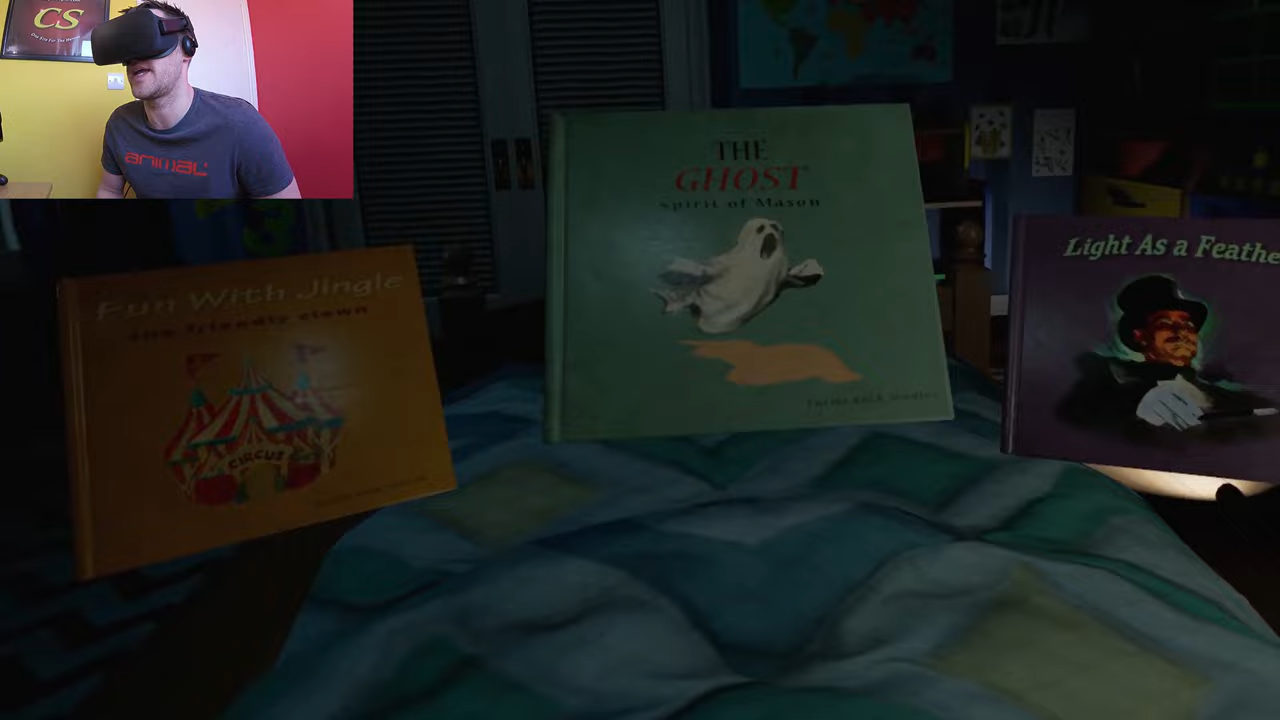 CS
animal
THE
GHOST
Spirit of Mason
Fun With Jingle
the friendly clown
CIRCUS
Light As a Feathe